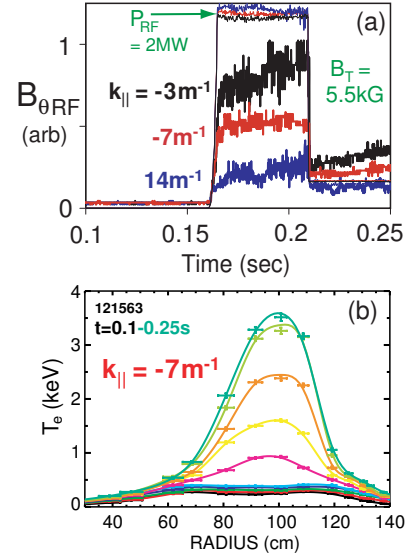 (a)
P_RF
= 2MW
1
k_|| = -3m⁻¹
B_T =
5.5kG
B_θRF
(arb)
-7m⁻¹
14m⁻¹
0
0.1 0.15 0.2 0.25
Time (sec)
(b)
4
121563
t=0.1-0.25s
3
k_|| = -7m⁻¹
T_e (keV)
2
1
0
40 60 80 100 120 140
RADIUS (cm)